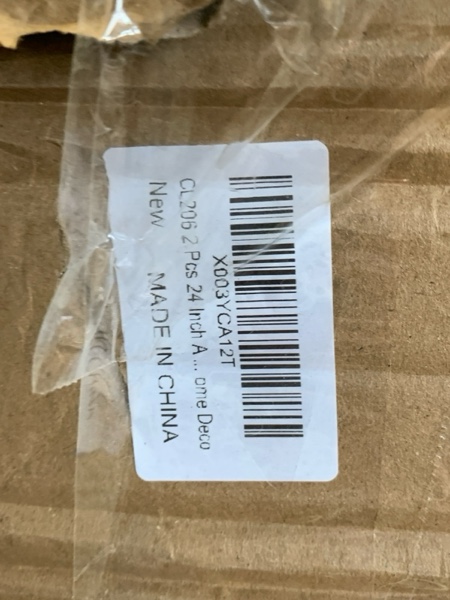 X003YCA12T
CL206 2 Pcs 24 Inch A ... ome Deco
New MADE IN CHINA